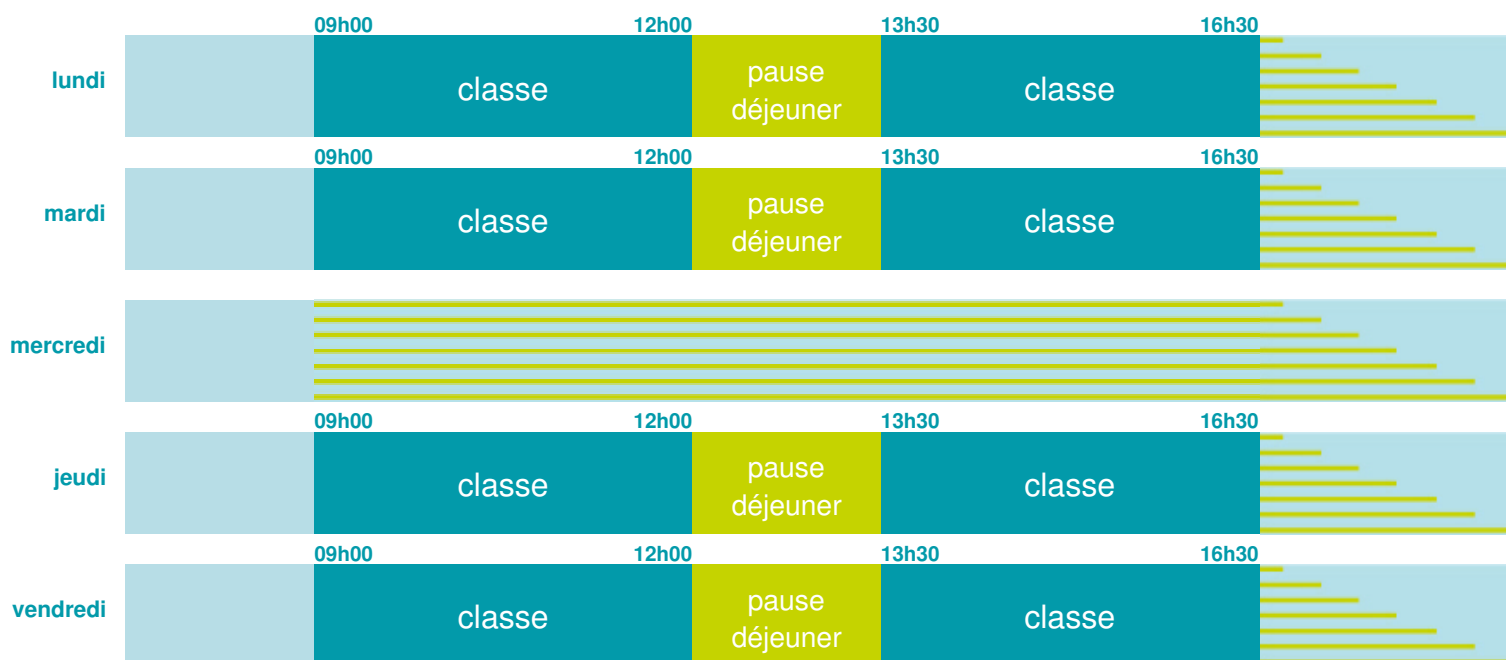 09h00 12h00 13h30 16h30
lundi classe pause déjeuner classe
09h00 12h00 13h30 16h30
mardi classe pause déjeuner classe
mercredi
09h00 12h00 13h30 16h30
jeudi classe pause déjeuner classe
09h00 12h00 13h30 16h30
vendredi classe pause déjeuner classe